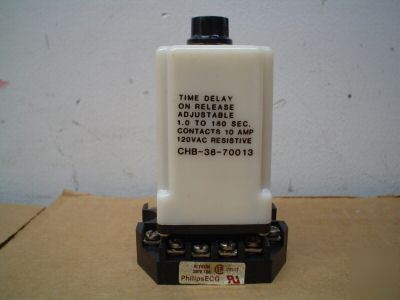 TIME DELAY
ON RELEASE
ADJUSTABLE
1.0 TO 180 SEC.
CONTACTS 10 AMP
120VAC RESISTIVE
CHB-38-70013
PhilipsECG